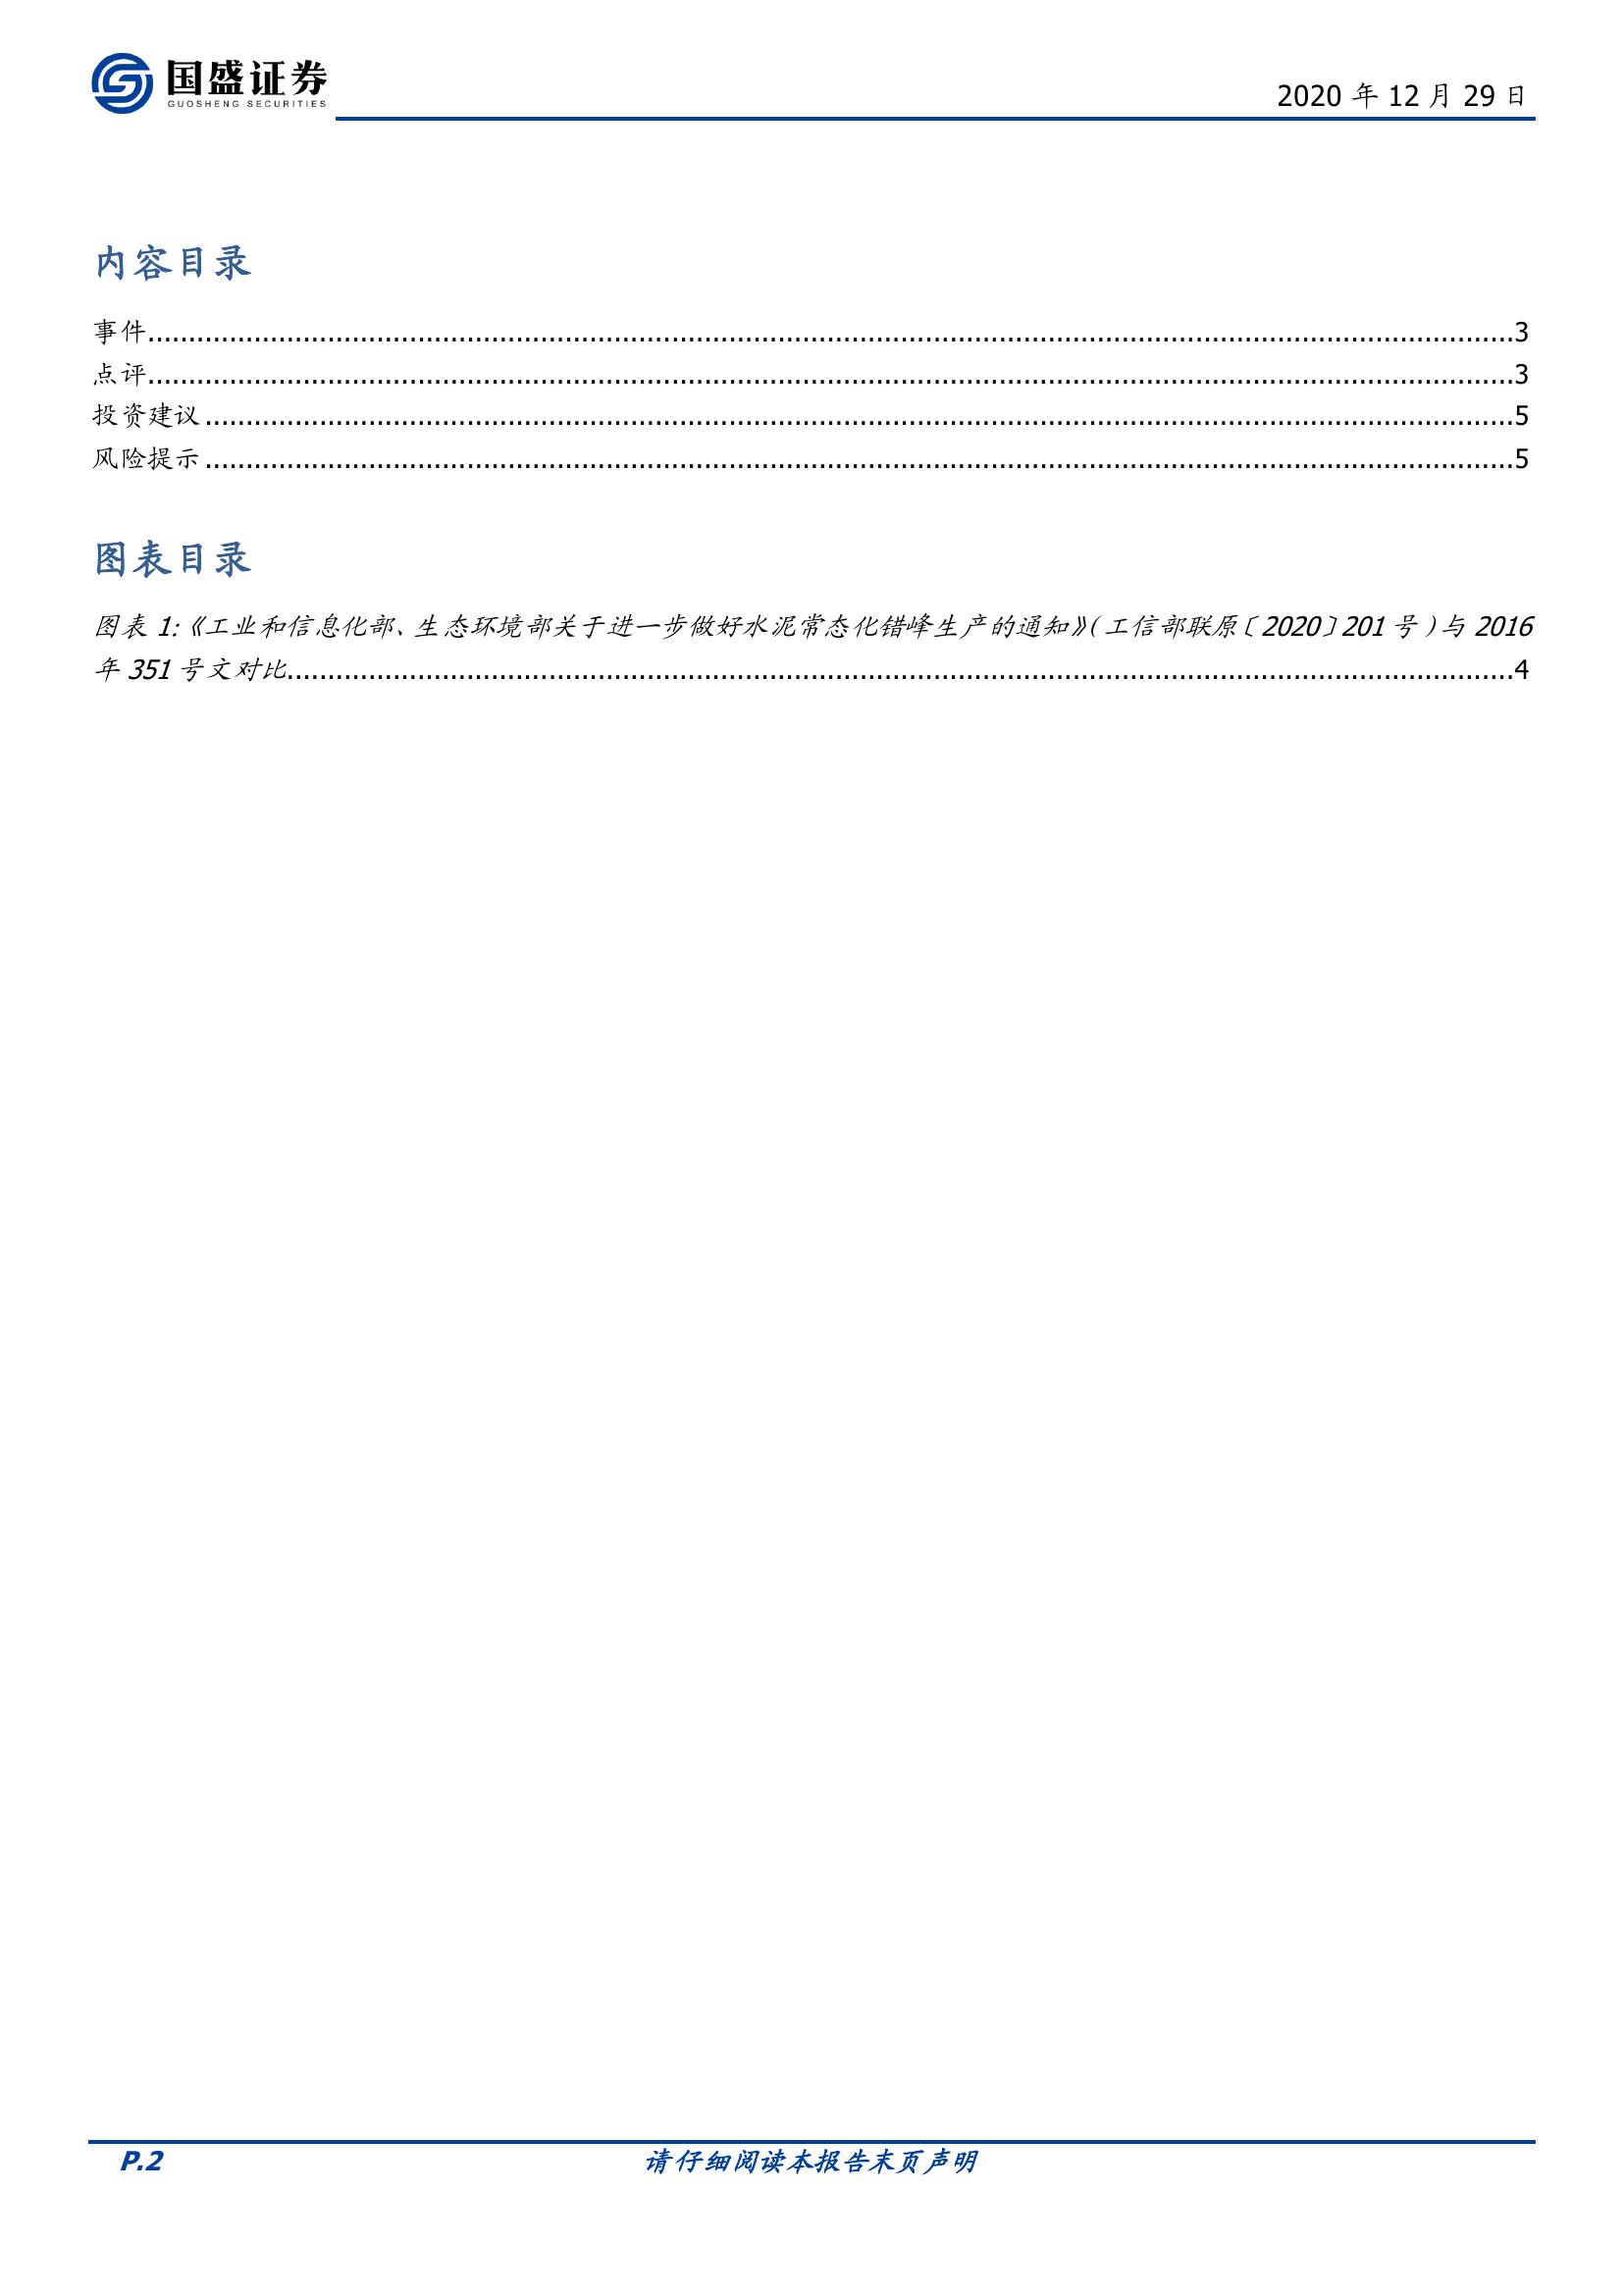 国盛证券
GUOSHENG SECURITIES
2020 年 12 月 29 日
内容目录
事件........................................................................................................................................................................3
点评........................................................................................................................................................................3
投资建议 .................................................................................................................................................................5
风险提示 .................................................................................................................................................................5
图表目录
图表 1:《工业和信息化部、生态环境部关于进一步做好水泥常态化错峰生产的通知》（工信部联原〔2020〕201 号）与 2016
年 351 号文对比.......................................................................................................................................................4
P.2
请仔细阅读本报告末页声明